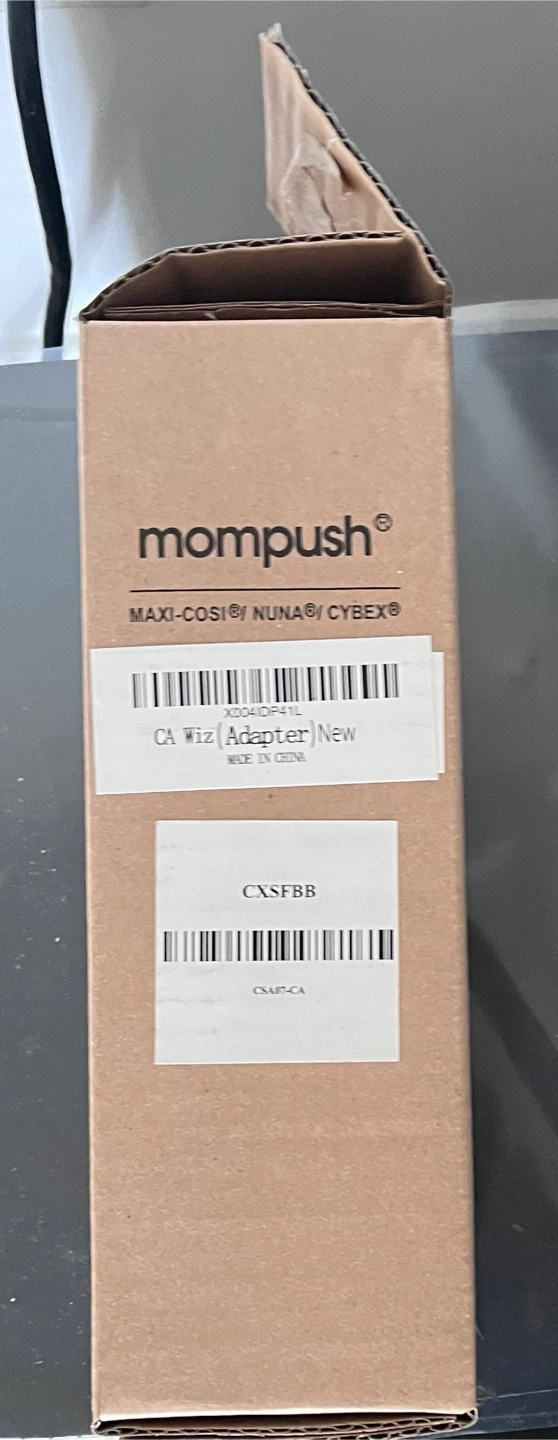 mompush®
MAXI-COSI®/ NUNA®/ CYBEX®
X004IDP41L
CA Wiz(Adapter)New
MADE IN CHINA
CXSFBB
CSA07-CA